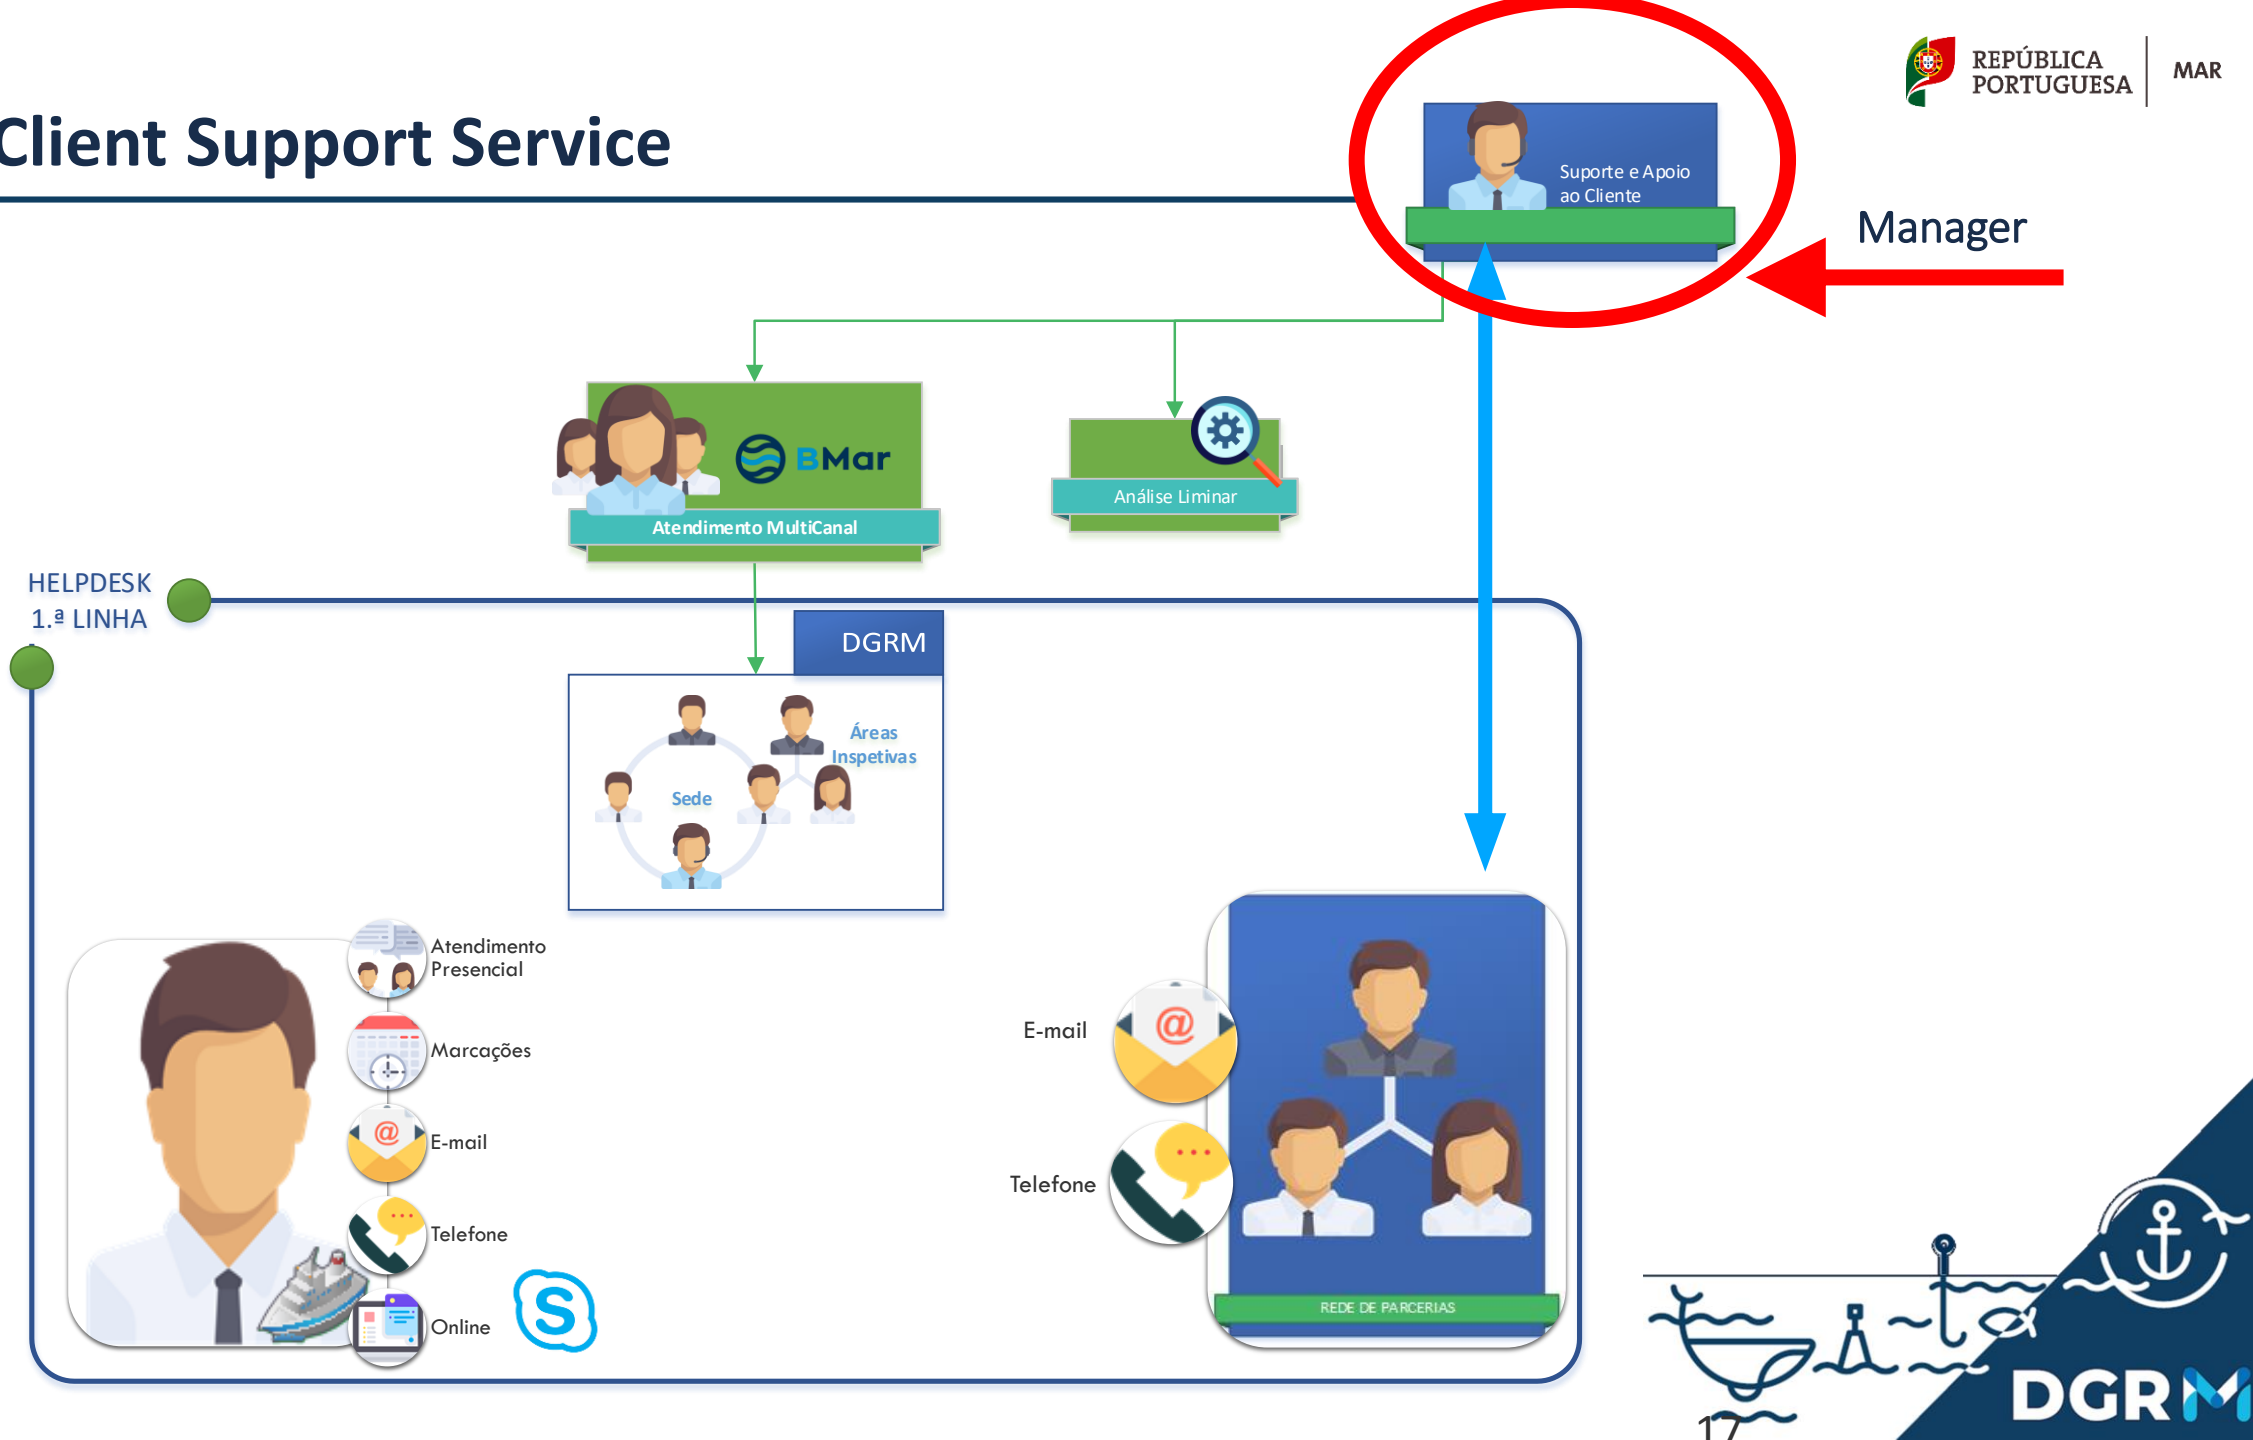 Client Support Service
REPÚBLICA
PORTUGUESA
MAR
Suporte e Apoio
ao Cliente
Manager
BMar
Atendimento MultiCanal
Análise Liminar
HELPDESK
1.ª LINHA
DGRM
Áreas
Inspetivas
Sede
Atendimento
Presencial
Marcações
E-mail
Telefone
Online
E-mail
Telefone
REDE DE PARCERIAS
DGRM
17